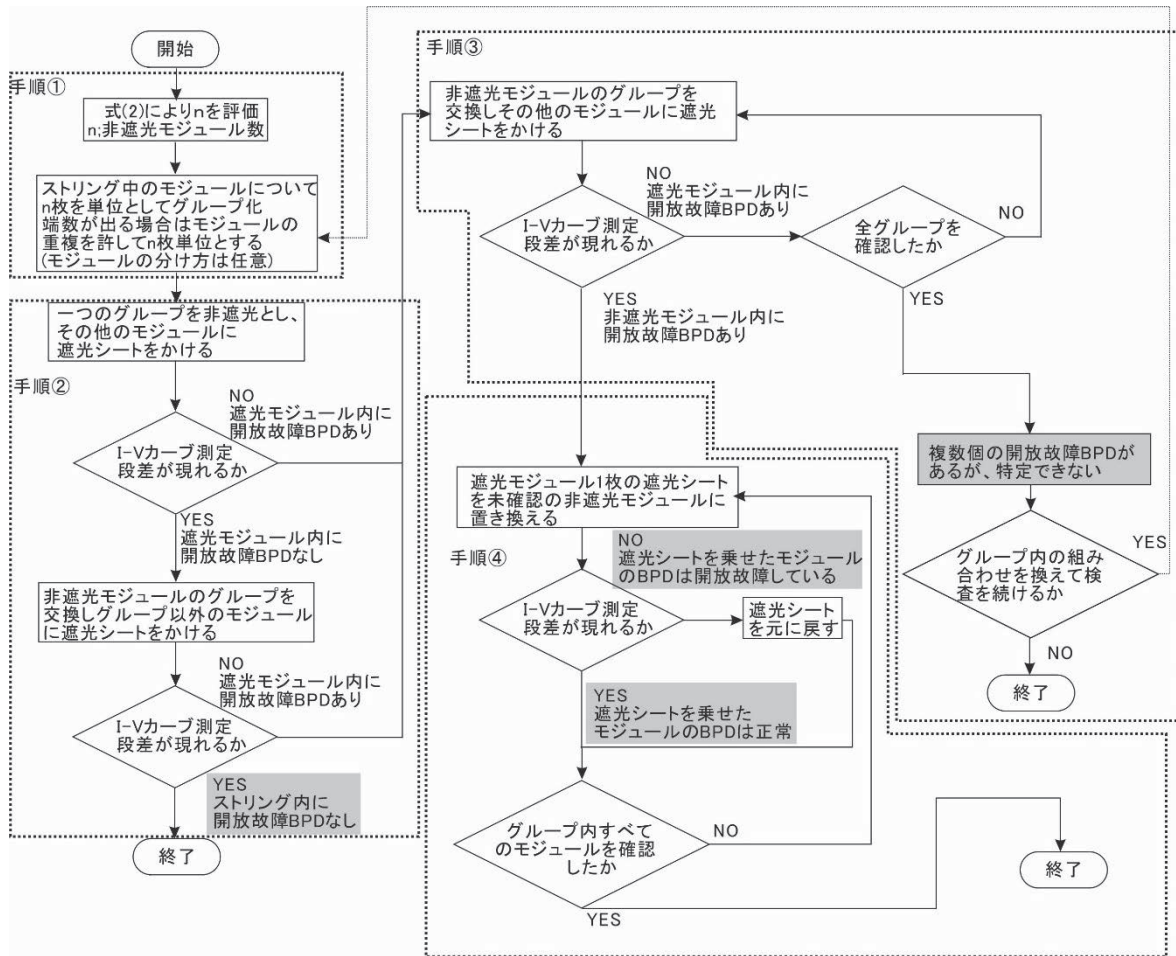 開始
手順①
式(2)によりnを評価
n;非遮光モジュール数
ストリング中のモジュールについて
n枚を単位としてグループ化
端数が出る場合はモジュールの
重複を許してn枚単位とする
(モジュールの分け方は任意)
一つのグループを非遮光とし、
その他のモジュールに
遮光シートをかける
手順②
NO
遮光モジュール内に
開放故障BPDあり
I-Vカーブ測定
段差が現れるか
YES
遮光モジュール内に
開放故障BPDなし
非遮光モジュールのグループを
交換しグループ以外のモジュール
に遮光シートをかける
NO
遮光モジュール内に
開放故障BPDあり
I-Vカーブ測定
段差が現れるか
YES
ストリング内に
開放故障BPDなし
終了
手順③
非遮光モジュールのグループを
交換しその他のモジュールに遮光
シートをかける
NO
遮光モジュール内に
開放故障BPDあり
I-Vカーブ測定
段差が現れるか
全グループを
確認したか
NO
YES
YES
非遮光モジュール内に
開放故障BPDあり
複数個の開放故障BPDが
あるが、特定できない
グループ内の組み
合わせを換えて検
査を続けるか
YES
NO
終了
遮光モジュール1枚の遮光シート
を未確認の非遮光モジュールに
置き換える
手順④
NO
遮光シートを乗せたモジュール
のBPDは開放故障している
I-Vカーブ測定
段差が現れるか
遮光シート
を元に戻す
YES
遮光シートを乗せた
モジュールのBPDは正常
グループ内すべて
のモジュールを確認
したか
NO
YES
終了